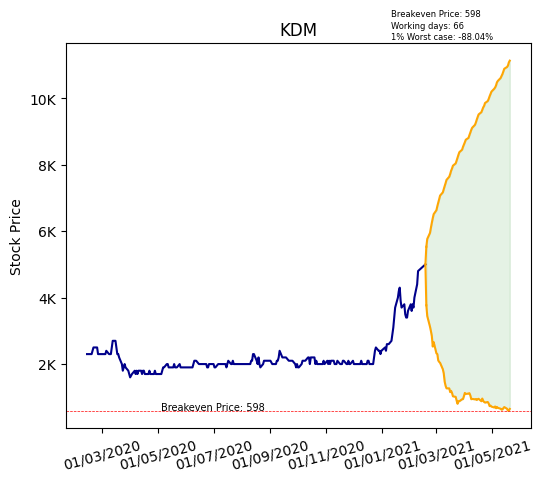 Breakeven Price: 598
Working days: 66
1% Worst case: -88.04%
KDM
Stock Price
10K
8K
6K
4K
2K
Breakeven Price: 598
01/03/2020
01/05/2020
01/07/2020
01/09/2020
01/11/2020
01/01/2021
01/03/2021
01/05/2021